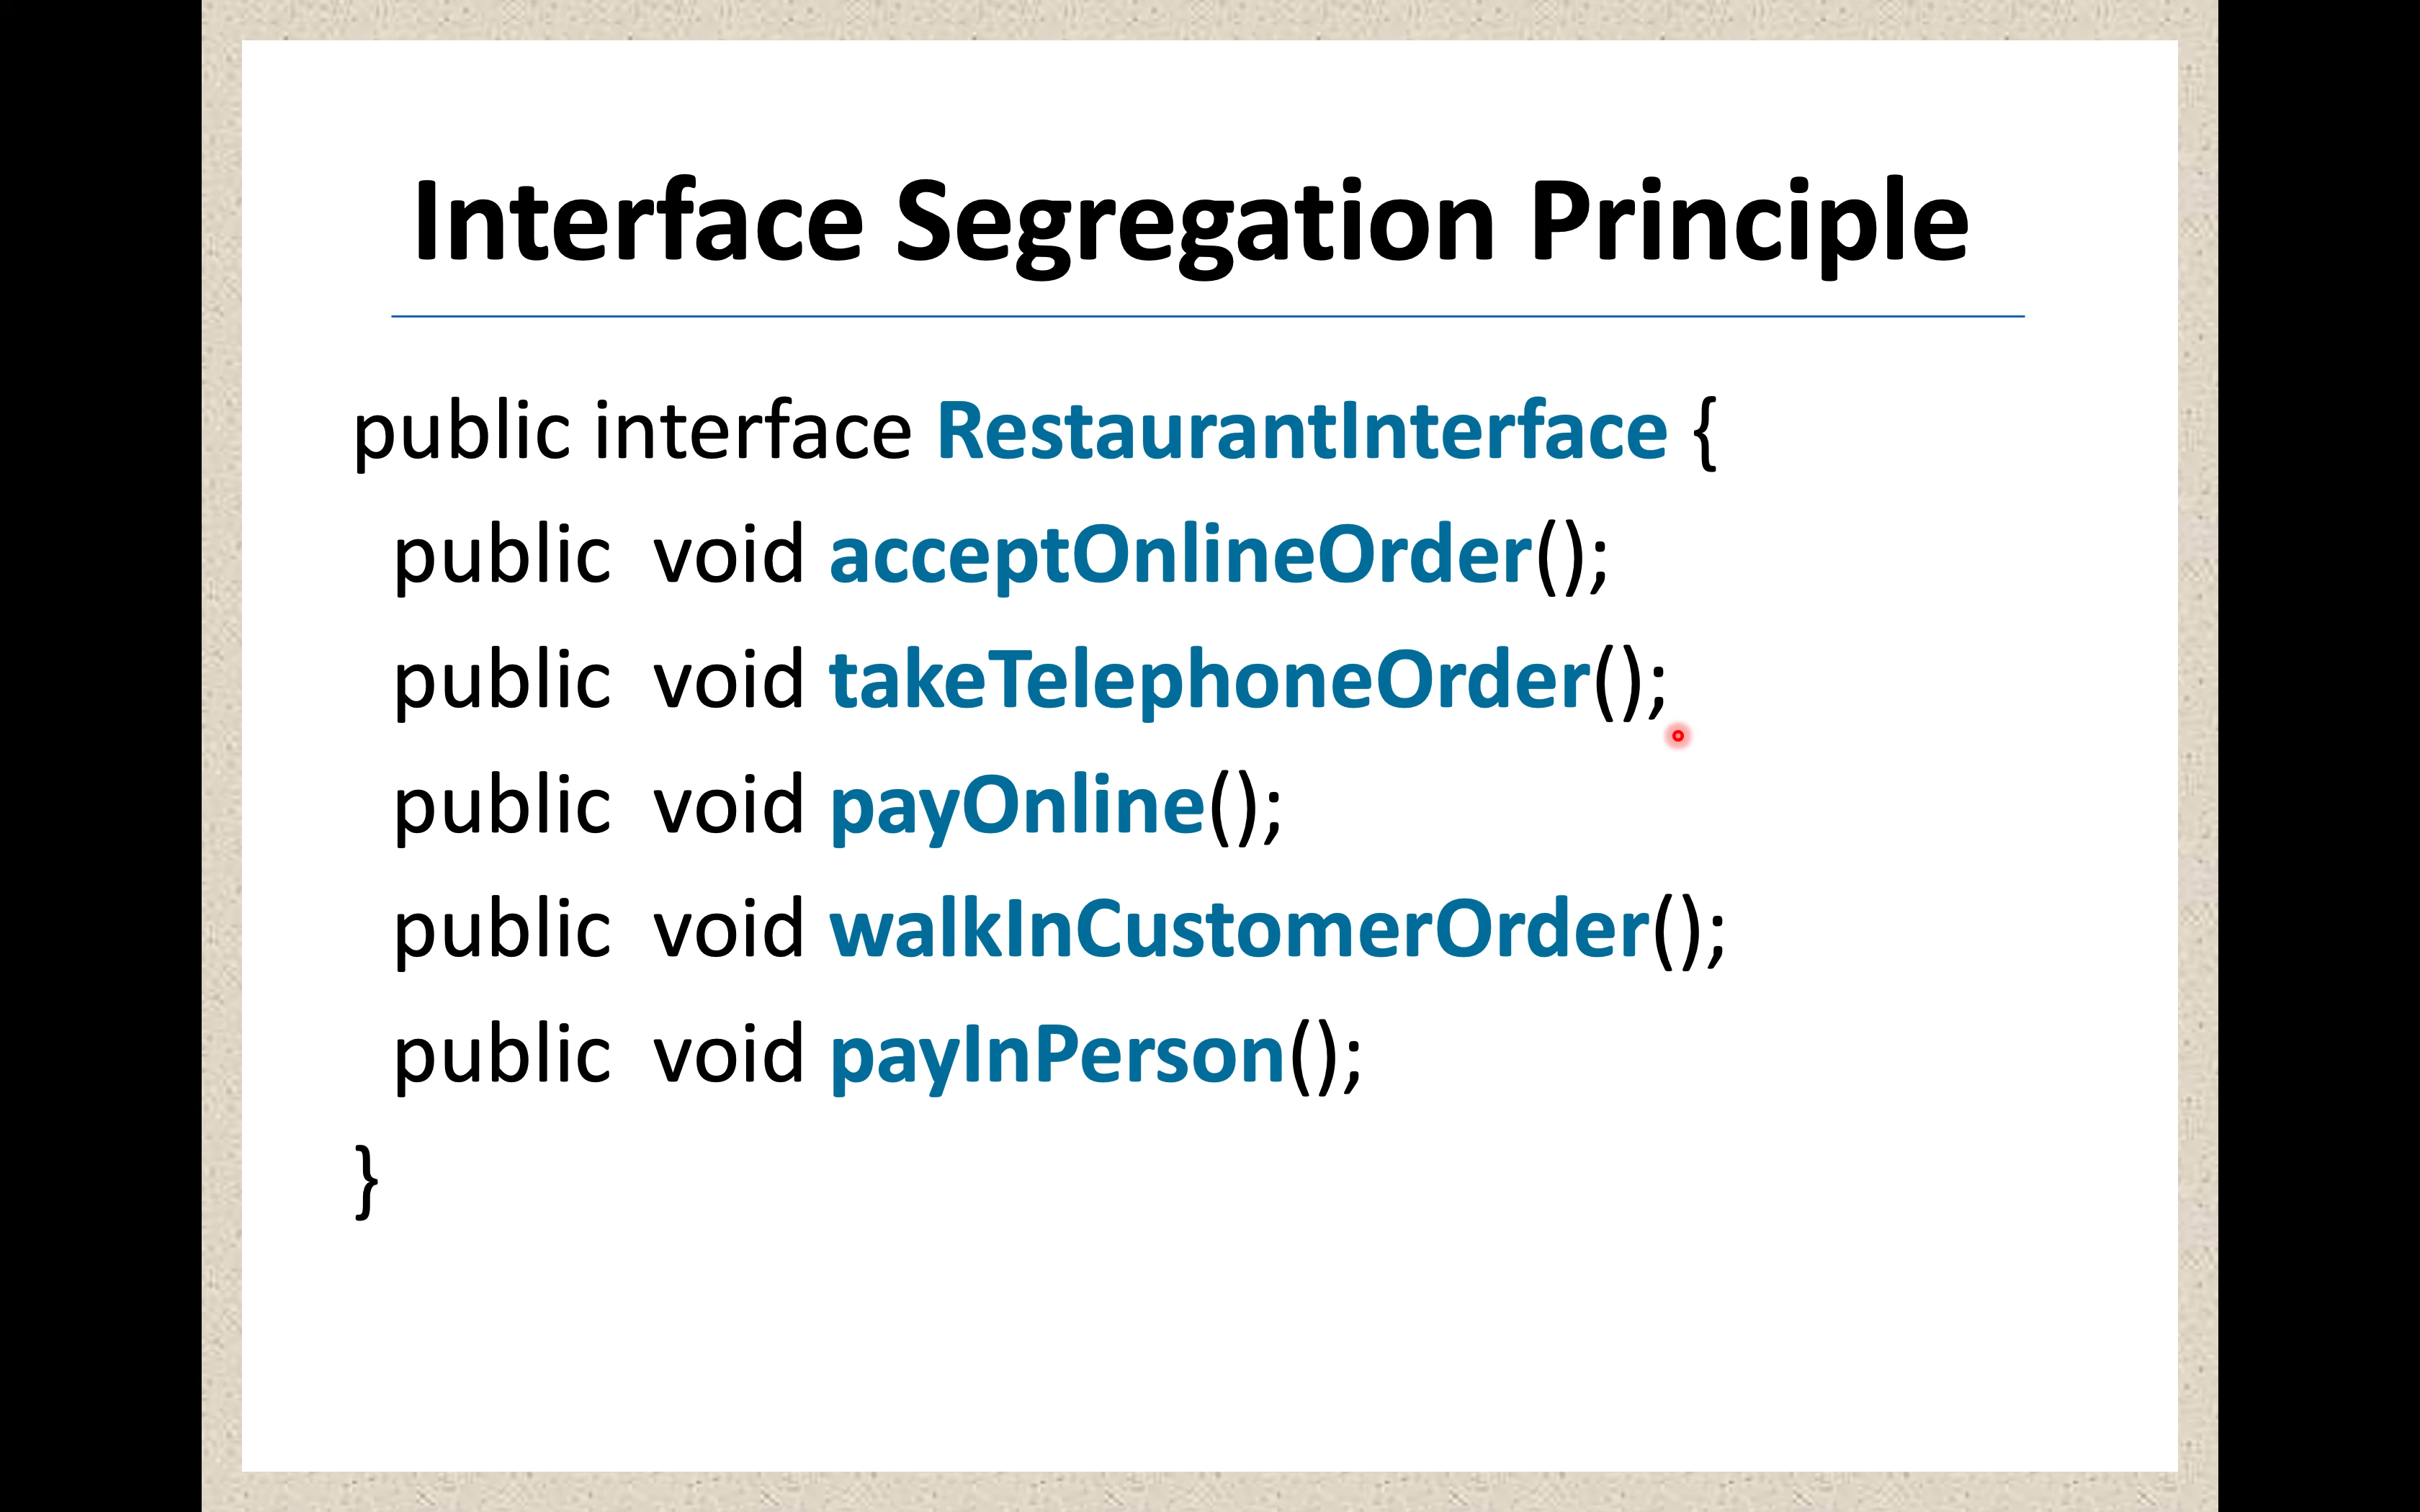 Interface Segregation Principle
public interface RestaurantInterface {
public void acceptOnlineOrder();
public void takeTelephoneOrder();
public void payOnline();
public void walkInCustomerOrder();
public void payInPerson();
}